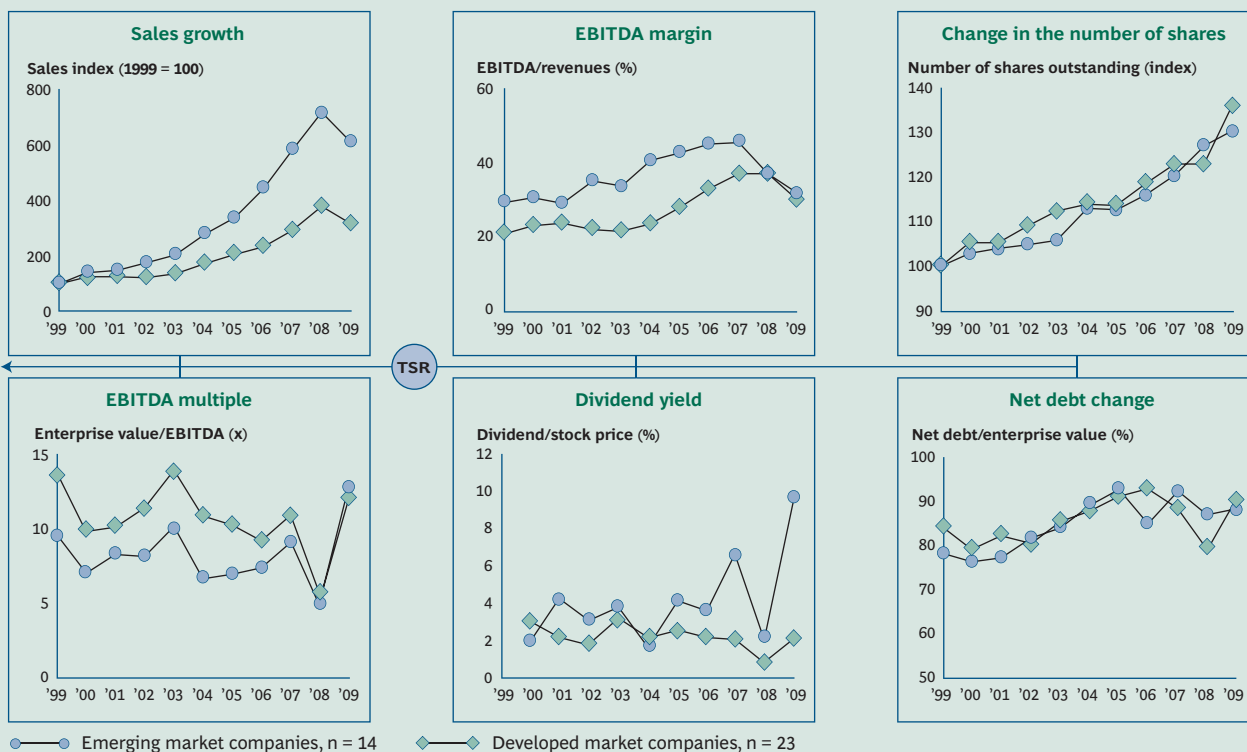 Sales growth
Sales index (1999 = 100)
800
600
400
200
0
’99 ’00 ’01 ’02 ’03 ’04 ’05 ’06 ’07 ’08 ’09
EBITDA margin
EBITDA/revenues (%)
60
40
20
0
’99 ’00 ’01 ’02 ’03 ’04 ’05 ’06 ’07 ’08 ’09
Change in the number of shares
Number of shares outstanding (index)
140
130
120
110
100
90
’99 ’00 ’01 ’02 ’03 ’04 ’05 ’06 ’07 ’08 ’09
TSR
EBITDA multiple
Enterprise value/EBITDA (x)
15
10
5
0
’99 ’00 ’01 ’02 ’03 ’04 ’05 ’06 ’07 ’08 ’09
Dividend yield
Dividend/stock price (%)
12
10
8
6
4
2
0
’99 ’00 ’01 ’02 ’03 ’04 ’05 ’06 ’07 ’08 ’09
Net debt change
Net debt/enterprise value (%)
100
90
80
70
60
50
’99 ’00 ’01 ’02 ’03 ’04 ’05 ’06 ’07 ’08 ’09
Emerging market companies, n = 14
Developed market companies, n = 23